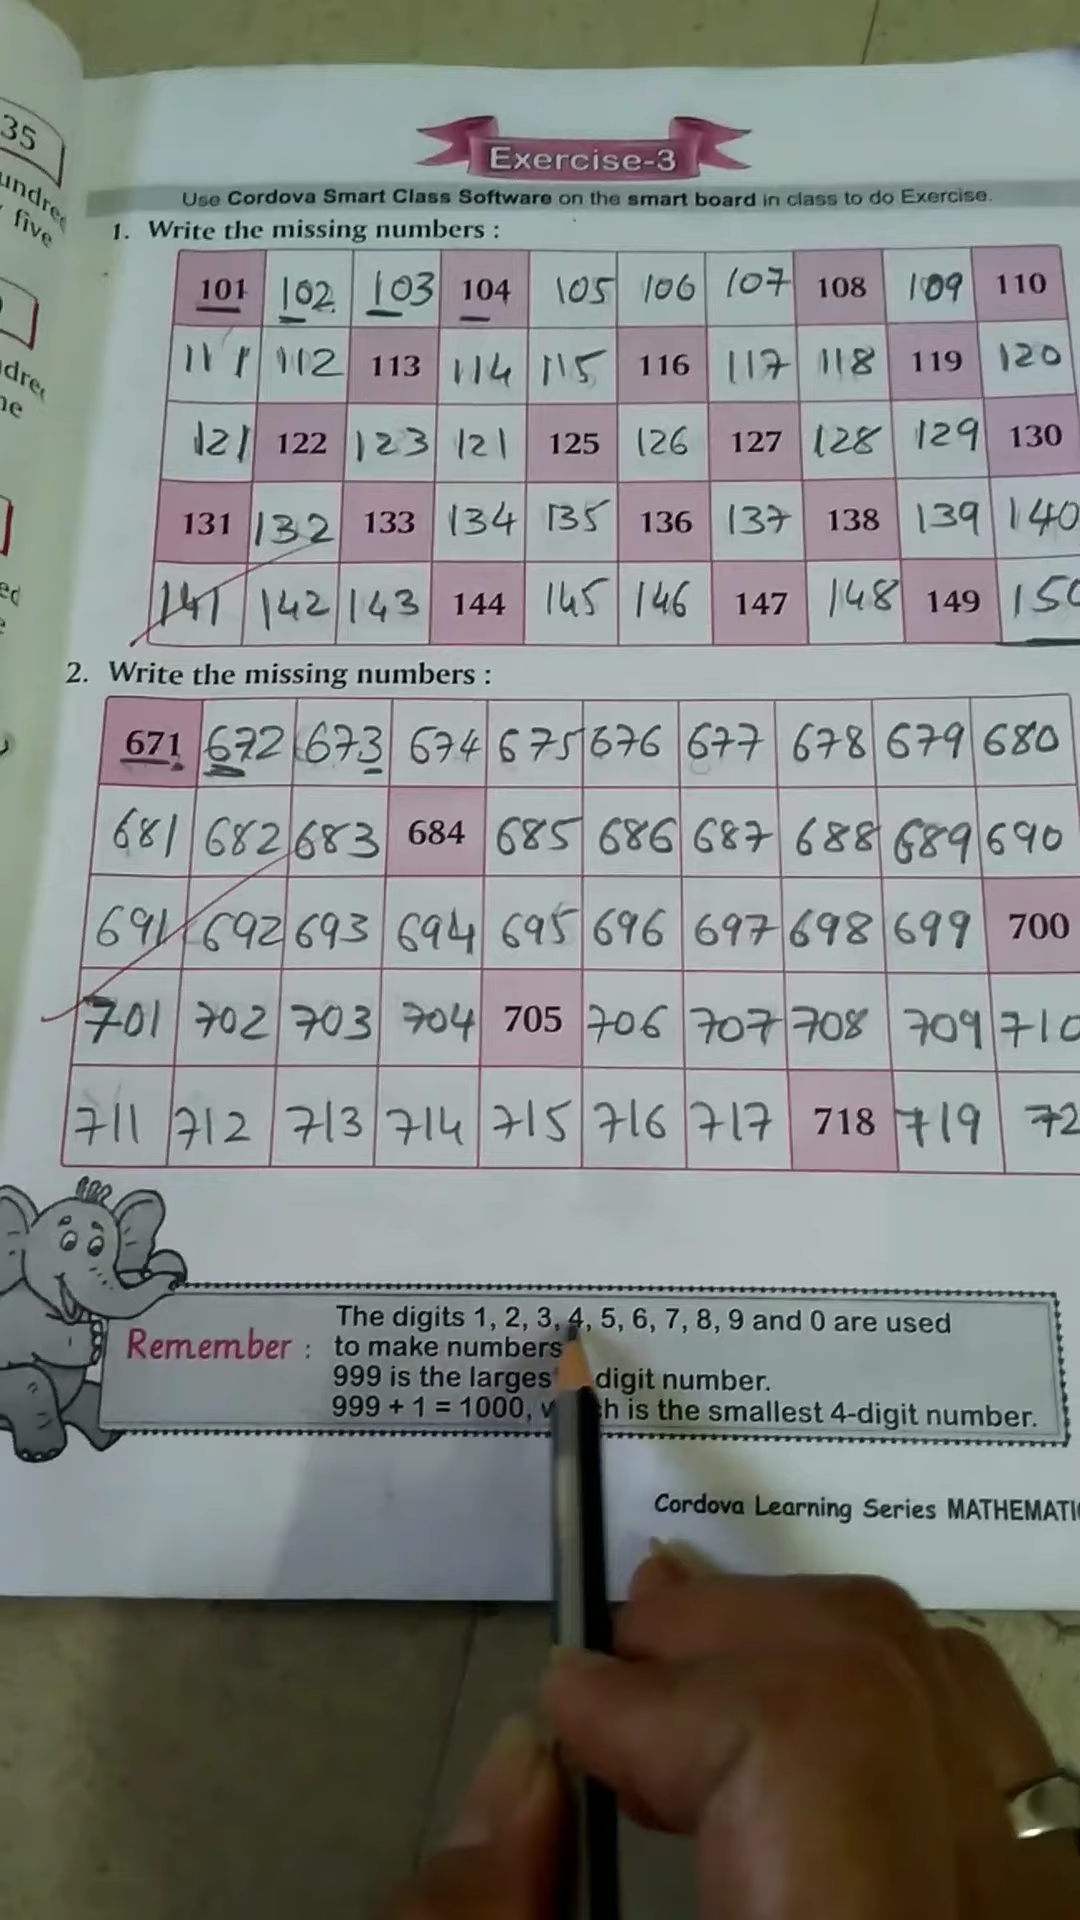 35
five
Exercise-3
Use Cordova Smart Class Software on the smart board in class to do Exercise.
1. Write the missing numbers :
101 102 103 104 105 106 107 108 109 110
111 112 113 114 115 116 117 118 119 120
121 122 123 121 125 126 127 128 129 130
131 132 133 134 135 136 137 138 139 140
141 142 143 144 145 146 147 148 149 150
2. Write the missing numbers :
671 672 673 674 675 676 677 678 679 680
681 682 683 684 685 686 687 688 689 690
691 692 693 694 695 696 697 698 699 700
701 702 703 704 705 706 707 708 709 710
711 712 713 714 715 716 717 718 719 72
Remember :
The digits 1, 2, 3, 4, 5, 6, 7, 8, 9 and 0 are used
to make numbers
999 is the larges digit number.
999 + 1 = 1000, is the smallest 4-digit number.
Cordova Learning Series MATHEMATI